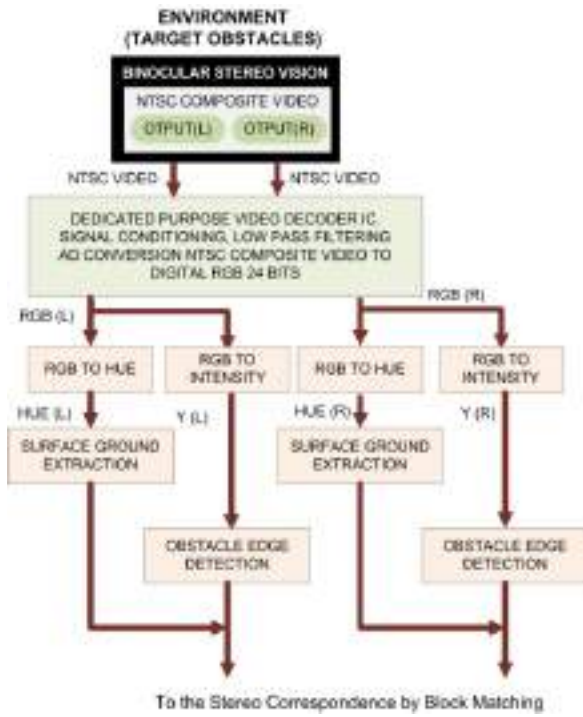 ENVIRONMENT
(TARGET OBSTACLES)
BINOCULAR STEREO VISION
NTSC COMPOSITE VIDEO
OTPUT(L) OTPUT(R)
NTSC VIDEO NTSC VIDEO
DEDICATED PURPOSE VIDEO DECODER IC
SIGNAL CONDITIONING, LOW PASS FILTERING
AD CONVERSION NTSC COMPOSITE VIDEO TO
DIGITAL RGB 24 BITS
RGB (L) RGB (R)
RGB TO HUE
RGB TO
INTENSITY
RGB TO HUE
RGB TO
INTENSITY
HUE (L) Y (L) HUE (R) Y (R)
SURFACE GROUND
EXTRACTION
SURFACE GROUND
EXTRACTION
OBSTACLE EDGE
DETECTION
OBSTACLE EDGE
DETECTION
To the Stereo Correspondence by Block Matching